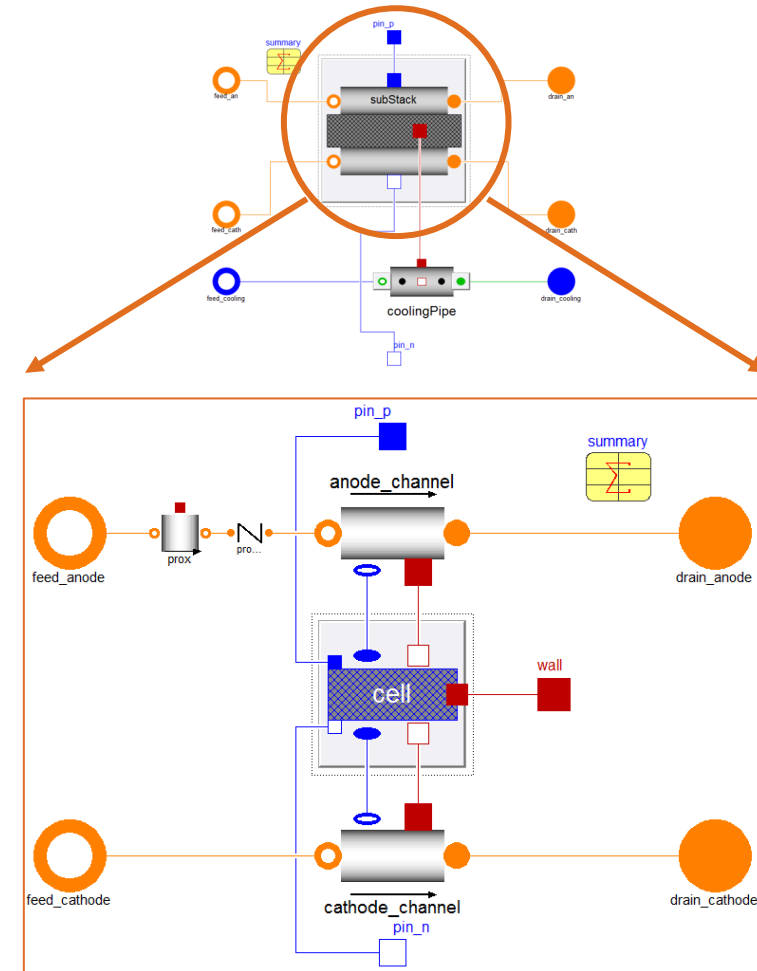 pin_p
summary
feed_an
subStack
drain_an
feed_cath
drain_cath
feed_cooling
coolingPipe
drain_cooling
pin_n
pin_p
summary
anode_channel
feed_anode
prox
pro...
drain_anode
wall
cell
feed_cathode
cathode_channel
drain_cathode
pin_n